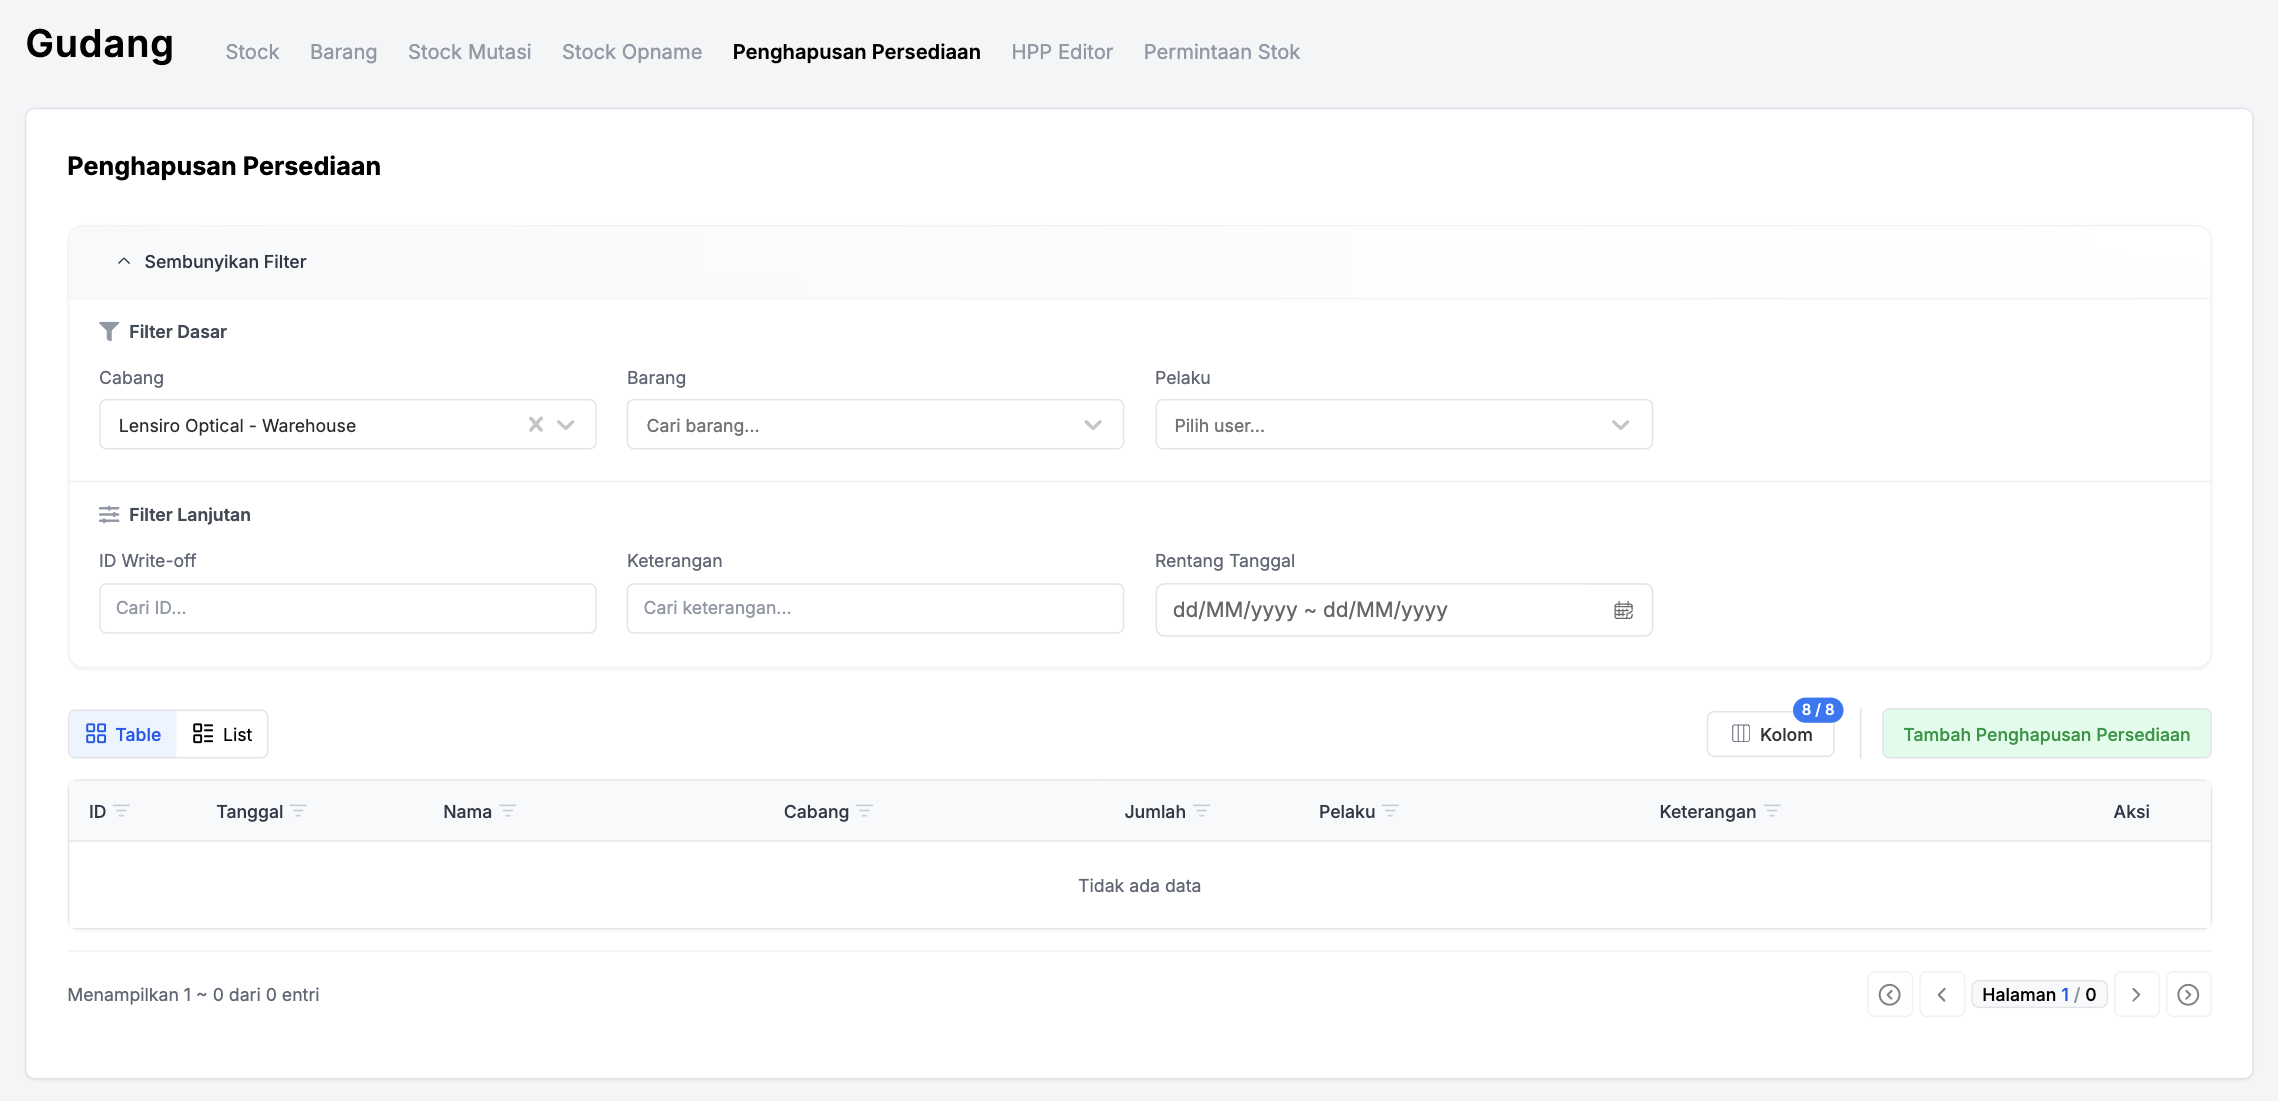 Gudang
Stock Barang Stock Mutasi Stock Opname Penghapusan Persediaan HPP Editor Permintaan Stok
Penghapusan Persediaan
Sembunyikan Filter
Filter Dasar
Cabang Barang Pelaku
Lensiro Optical - Warehouse Cari barang... Pilih user...
Filter Lanjutan
ID Write-off Keterangan Rentang Tanggal
Cari ID... Cari keterangan... dd/MM/yyyy ~ dd/MM/yyyy
8 / 8
Table List Kolom Tambah Penghapusan Persediaan
ID Tanggal Nama Cabang Jumlah Pelaku Keterangan Aksi
Tidak ada data
Menampilkan 1 ~ 0 dari 0 entri Halaman 1 / 0